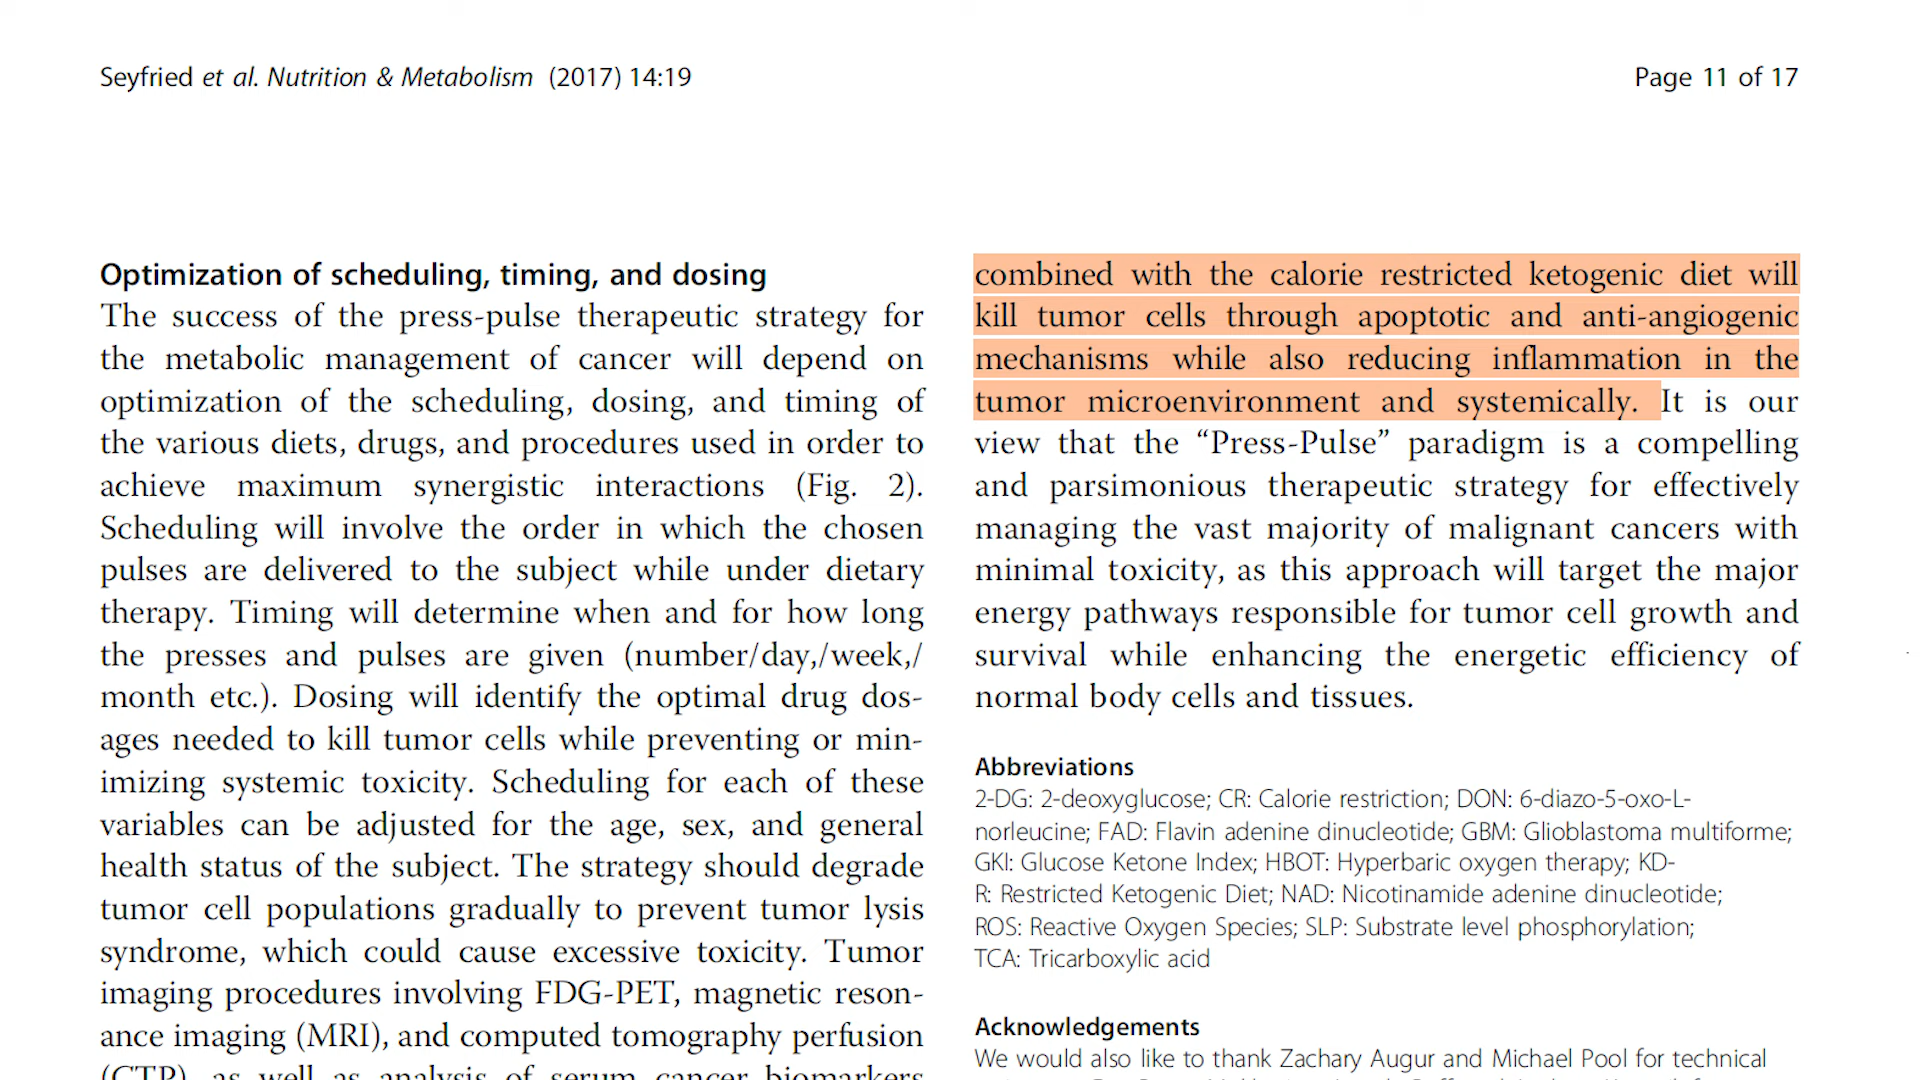 Seyfried et al. Nutrition & Metabolism (2017) 14:19
Page 11 of 17
Optimization of scheduling, timing, and dosing
The success of the press-pulse therapeutic strategy for
the metabolic management of cancer will depend on
optimization of the scheduling, dosing, and timing of
the various diets, drugs, and procedures used in order to
achieve maximum synergistic interactions (Fig. 2).
Scheduling will involve the order in which the chosen
pulses are delivered to the subject while under dietary
therapy. Timing will determine when and for how long
the presses and pulses are given (number/day,/week,/
month etc.). Dosing will identify the optimal drug dos-
ages needed to kill tumor cells while preventing or min-
imizing systemic toxicity. Scheduling for each of these
variables can be adjusted for the age, sex, and general
health status of the subject. The strategy should degrade
tumor cell populations gradually to prevent tumor lysis
syndrome, which could cause excessive toxicity. Tumor
imaging procedures involving FDG-PET, magnetic reson-
ance imaging (MRI), and computed tomography perfusion
(CTP), as well as analysis of serum cancer biomarkers
combined with the calorie restricted ketogenic diet will
kill tumor cells through apoptotic and anti-angiogenic
mechanisms while also reducing inflammation in the
tumor microenvironment and systemically. It is our
view that the “Press-Pulse” paradigm is a compelling
and parsimonious therapeutic strategy for effectively
managing the vast majority of malignant cancers with
minimal toxicity, as this approach will target the major
energy pathways responsible for tumor cell growth and
survival while enhancing the energetic efficiency of
normal body cells and tissues.
Abbreviations
2-DG: 2-deoxyglucose; CR: Calorie restriction; DON: 6-diazo-5-oxo-L-
norleucine; FAD: Flavin adenine dinucleotide; GBM: Glioblastoma multiforme;
GKI: Glucose Ketone Index; HBOT: Hyperbaric oxygen therapy; KD-
R: Restricted Ketogenic Diet; NAD: Nicotinamide adenine dinucleotide;
ROS: Reactive Oxygen Species; SLP: Substrate level phosphorylation;
TCA: Tricarboxylic acid
Acknowledgements
We would also like to thank Zachary Augur and Michael Pool for technical